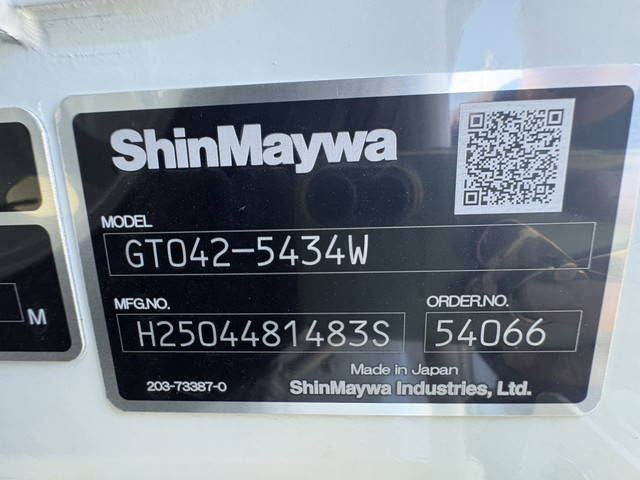 ShinMaywa
MODEL
GT042-5434W
MFG.NO.
ORDER.NO.
H2504481483S
54066
M
Made in Japan
203-73387-0
ShinMaywa Industries, Ltd.